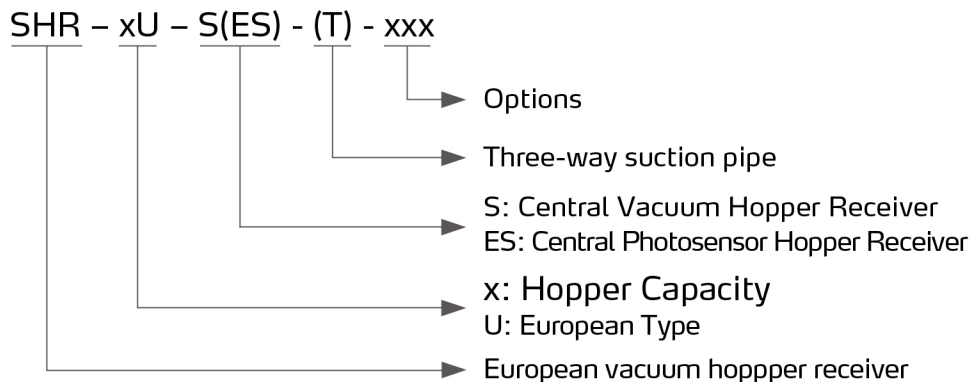 SHR – xU – S(ES) - (T) - xxx
Options
Three-way suction pipe
S: Central Vacuum Hopper Receiver
ES: Central Photosensor Hopper Receiver
x: Hopper Capacity
U: European Type
European vacuum hoppper receiver